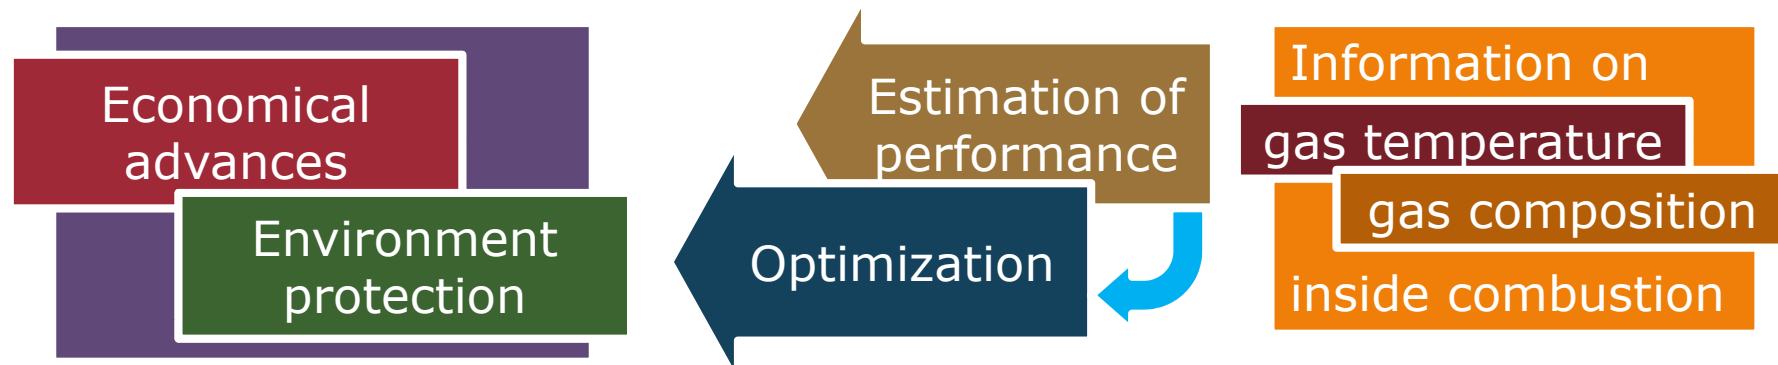 Economical
advances
Environment
protection
Estimation of
performance
Optimization
Information on
gas temperature
gas composition
inside combustion